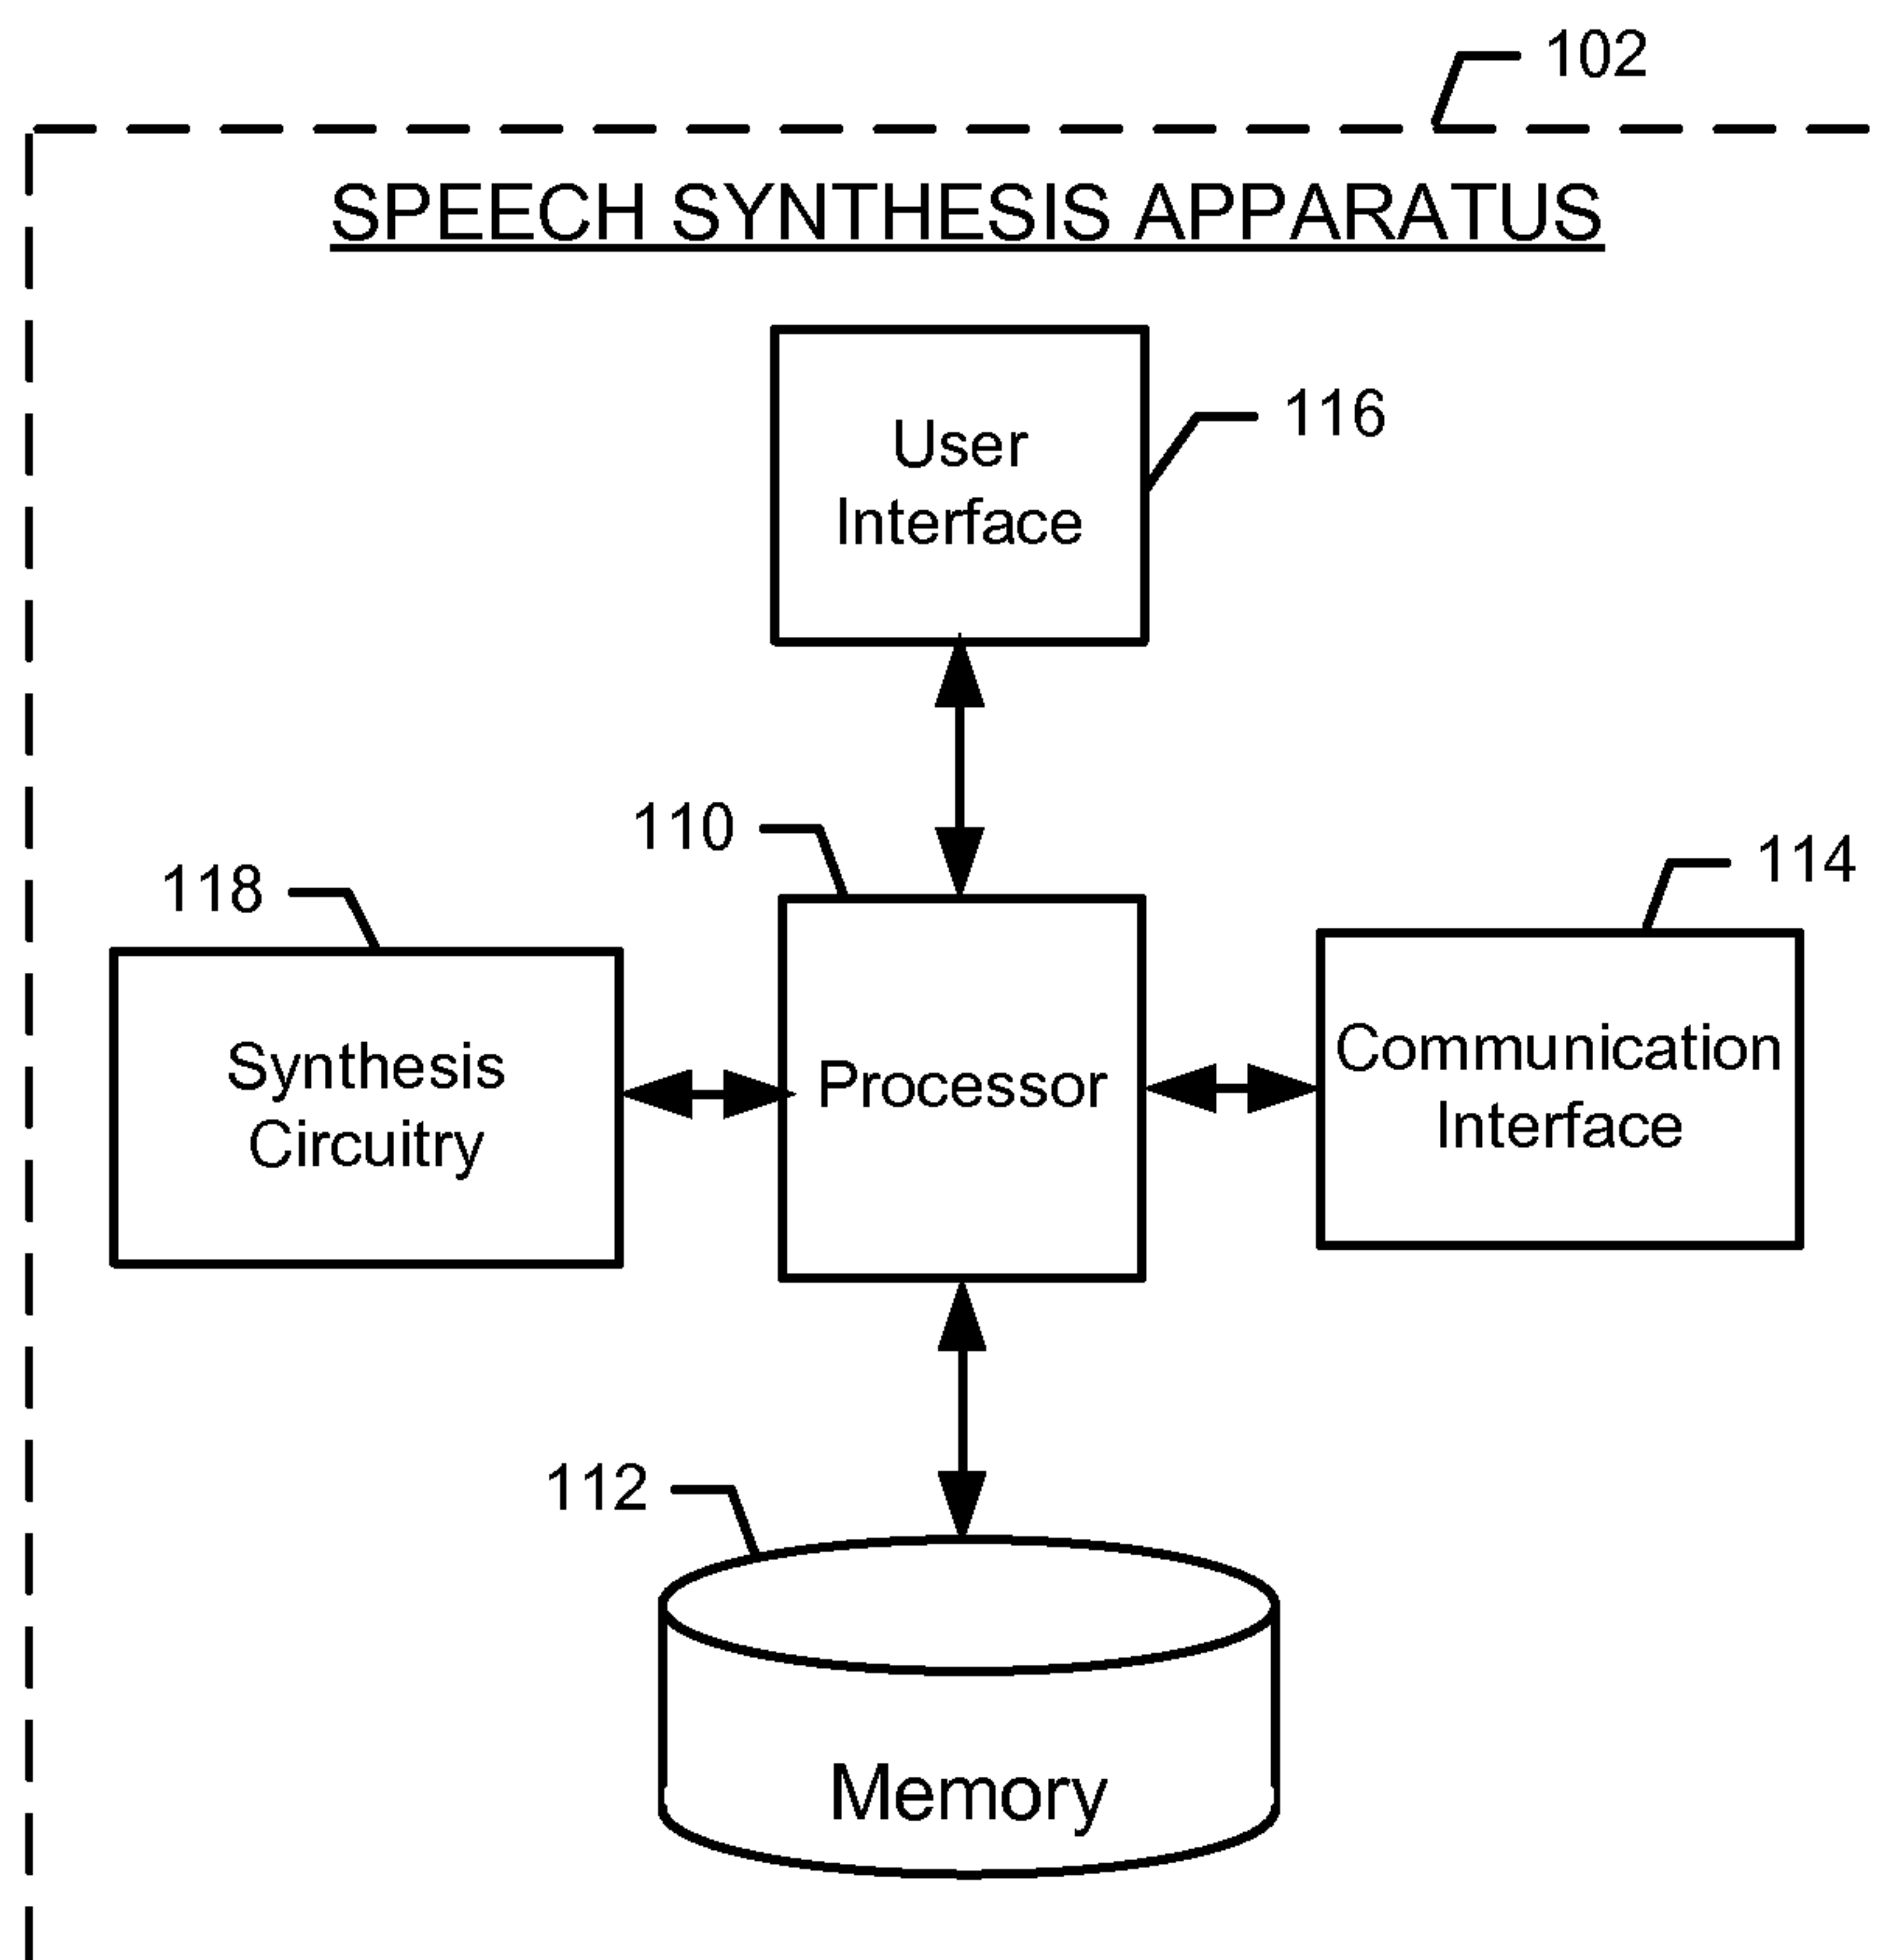 102
SPEECH SYNTHESIS APPARATUS
User
Interface
116
110
118
114
Synthesis
Circuitry
Processor
Communication
Interface
112
Memory